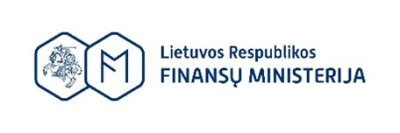 Lietuvos Respublikos
FINANSŲ MINISTERIJA